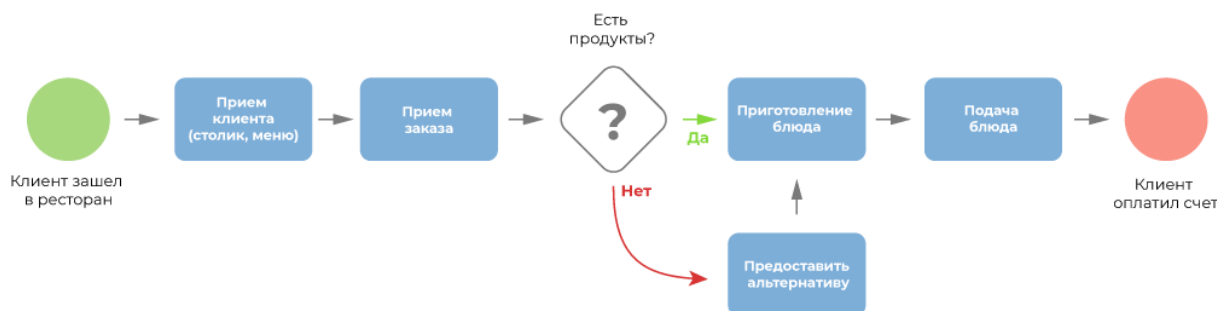 Есть
продукты?
Прием
клиента
(столик, меню)
Прием
заказа
?
Да
Приготовление
блюда
Подача
блюда
Клиент зашел
в ресторан
Нет
Клиент
оплатил счет
Предоставить
альтернативу